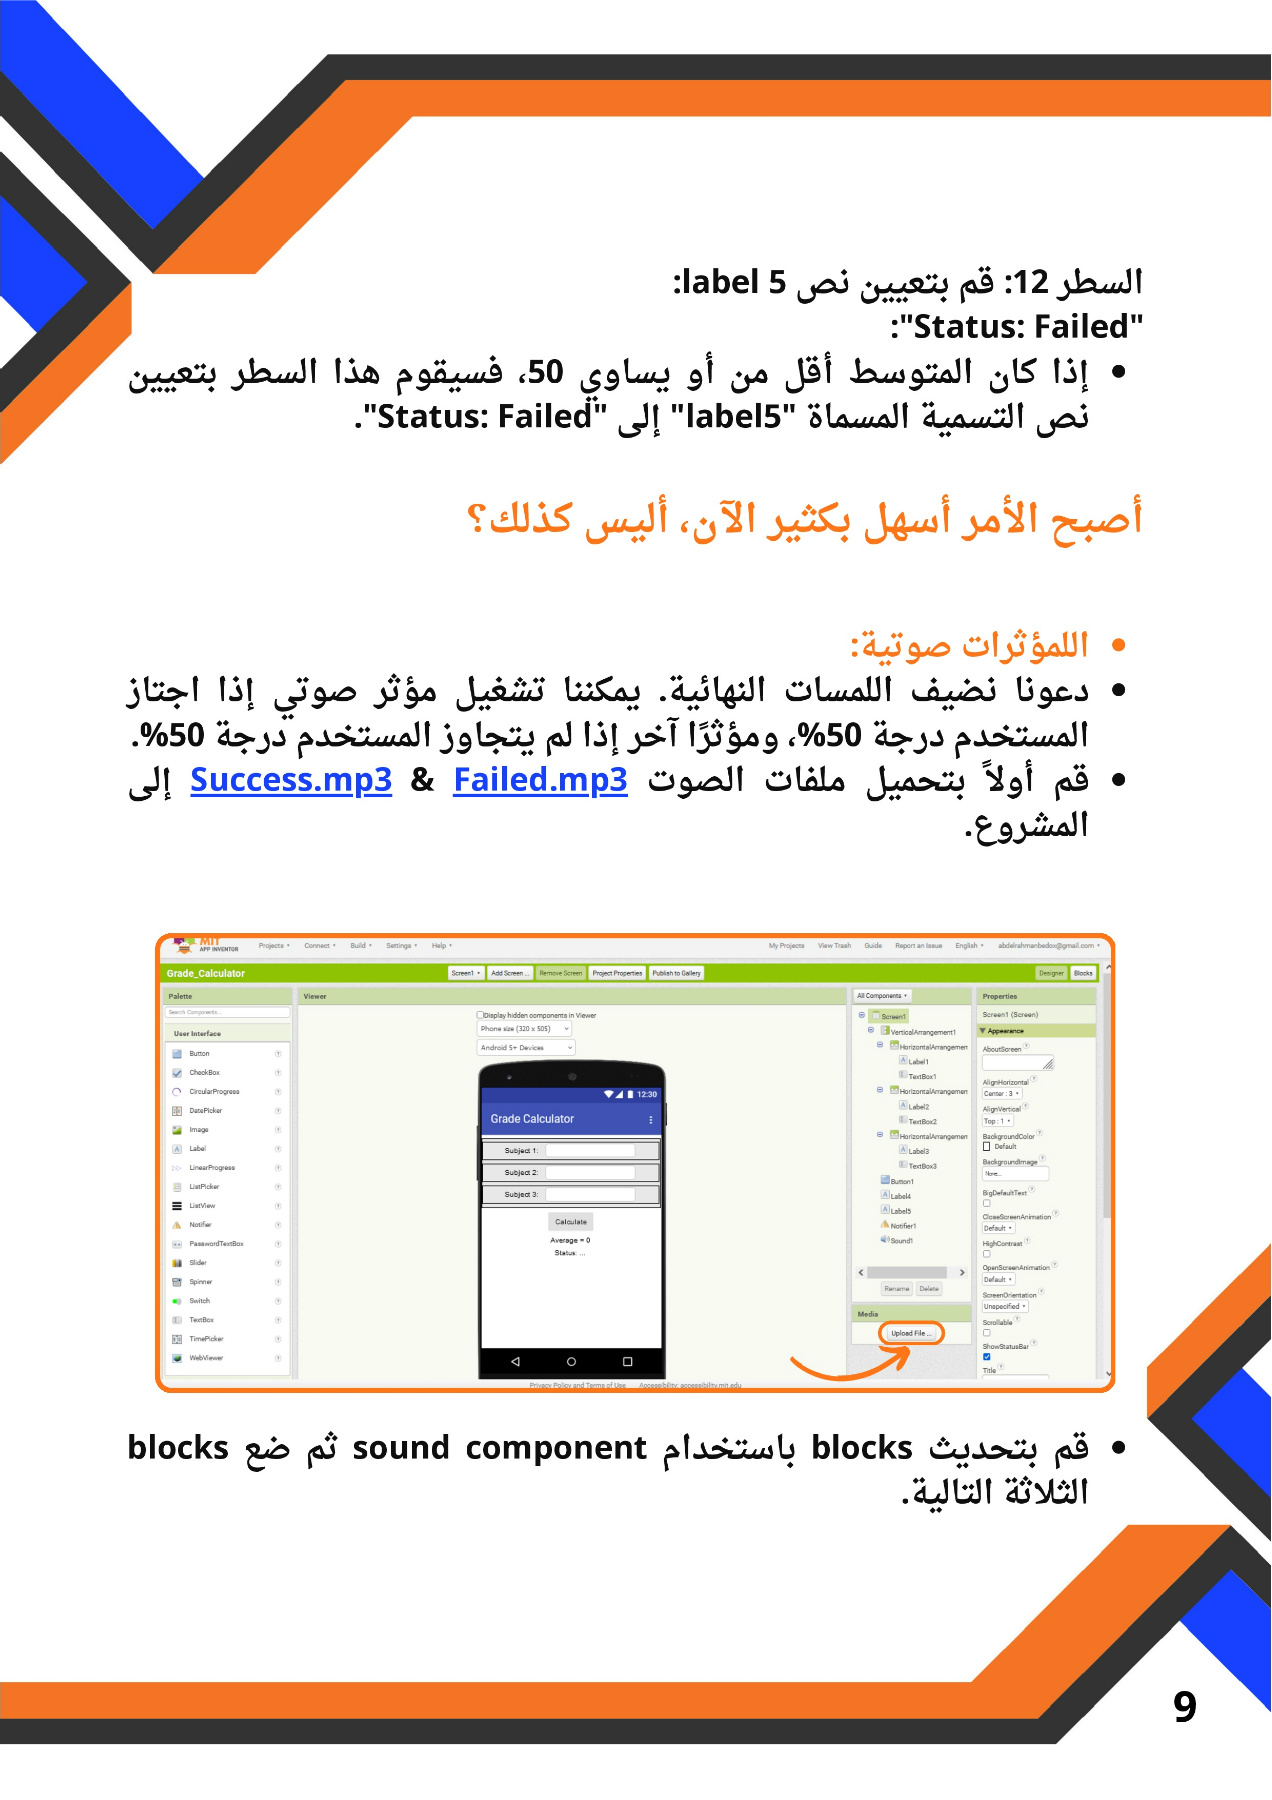 السطر 12: قم بتعيين نص label 5:
"Status: Failed":
إذا كان المتوسط أقل من أو يساوي 50، فسيقوم هذا السطر بتعيين
نص التسمية المسماة "label5" إلى "Status: Failed".
أصبح الأمر أسهل بكثير الآن، أليس كذلك؟
اللمؤثرات صوتية:
دعونا نضيف اللمسات النهائية. يمكننا تشغيل مؤثر صوتي إذا اجتاز
المستخدم درجة 50%، ومؤثرًا آخر إذا لم يتجاوز المستخدم درجة 50%.
قم أولاً بتحميل ملفات الصوت Failed.mp3 & Success.mp3 إلى
المشروع.
MIT
APP INVENTOR
Projects Connect Build Settings Help My Projects View Trash Guide Report an Issue English abdelrahmanbedox@gmail.com
Grade_Calculator Screen1 Add Screen ... Remove Screen Project Properties Publish to Gallery Designer Blocks
Palette
Search Components...
User Interface
Button
CheckBox
CircularProgress
DatePicker
Image
Label
LinearProgress
ListPicker
ListView
Notifier
PasswordTextBox
Slider
Spinner
Switch
TextBox
TimePicker
WebViewer
Viewer
Display hidden components in Viewer
Phone size (320 x 505)
Android 5+ Devices
12:30
Grade Calculator
Subject 1:
Subject 2:
Subject 3:
Calculate
Average = 0
Status: ...
All Components
Screen1
VerticalArrangement1
HorizontalArrangemen
Label1
TextBox1
HorizontalArrangemen
Label2
TextBox2
HorizontalArrangemen
Label3
TextBox3
Button1
Label4
Label5
Notifier1
Sound1
Rename Delete
Media
Upload File ...
Properties
Screen1 (Screen)
Appearance
AboutScreen
AlignHorizontal
Center : 3
AlignVertical
Top : 1
BackgroundColor
Default
BackgroundImage
None...
BigDefaultText
CloseScreenAnimation
Default
HighContrast
OpenScreenAnimation
Default
ScreenOrientation
Unspecified
Scrollable
ShowStatusBar
Title
Privacy Policy and Terms of Use Accessibility: accessibility.mit.edu
قم بتحديث blocks باستخدام sound component ثم ضع blocks
الثلاثة التالية.
9